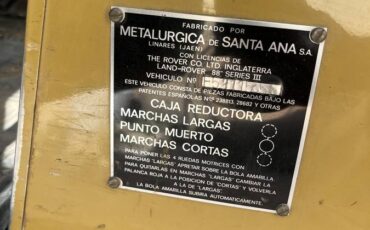 FABRICADO POR
METALURGICA DE SANTA ANA S.A.
LINARES (JAEN)
CON LICENCIAS DE
THE ROVER CO. LTD. INGLATERRA
LAND-ROVER 88" SERIES III
VEHICULO Nº
ESTE VEHICULO CONSTA DE PIEZAS FABRICADAS BAJO LAS
PATENTES ESPAÑOLAS Nº 238813, 78682 Y OTRAS
CAJA REDUCTORA
MARCHAS LARGAS
PUNTO MUERTO
MARCHAS CORTAS
PARA PONER LAS 4 RUEDAS MOTRICES CON
MARCHAS "LARGAS" APRETAR SOBRE LA BOLA AMARILLA
PARA QUITARLAS EN MARCHAS "LARGAS" CAMBIAR LA
PALANCA ROJA A LA POSICION DE "CORTAS" Y VOLVERLA
A LA DE "LARGAS".
LA BOLA AMARILLA SUBIRA AUTOMATICAMENTE.